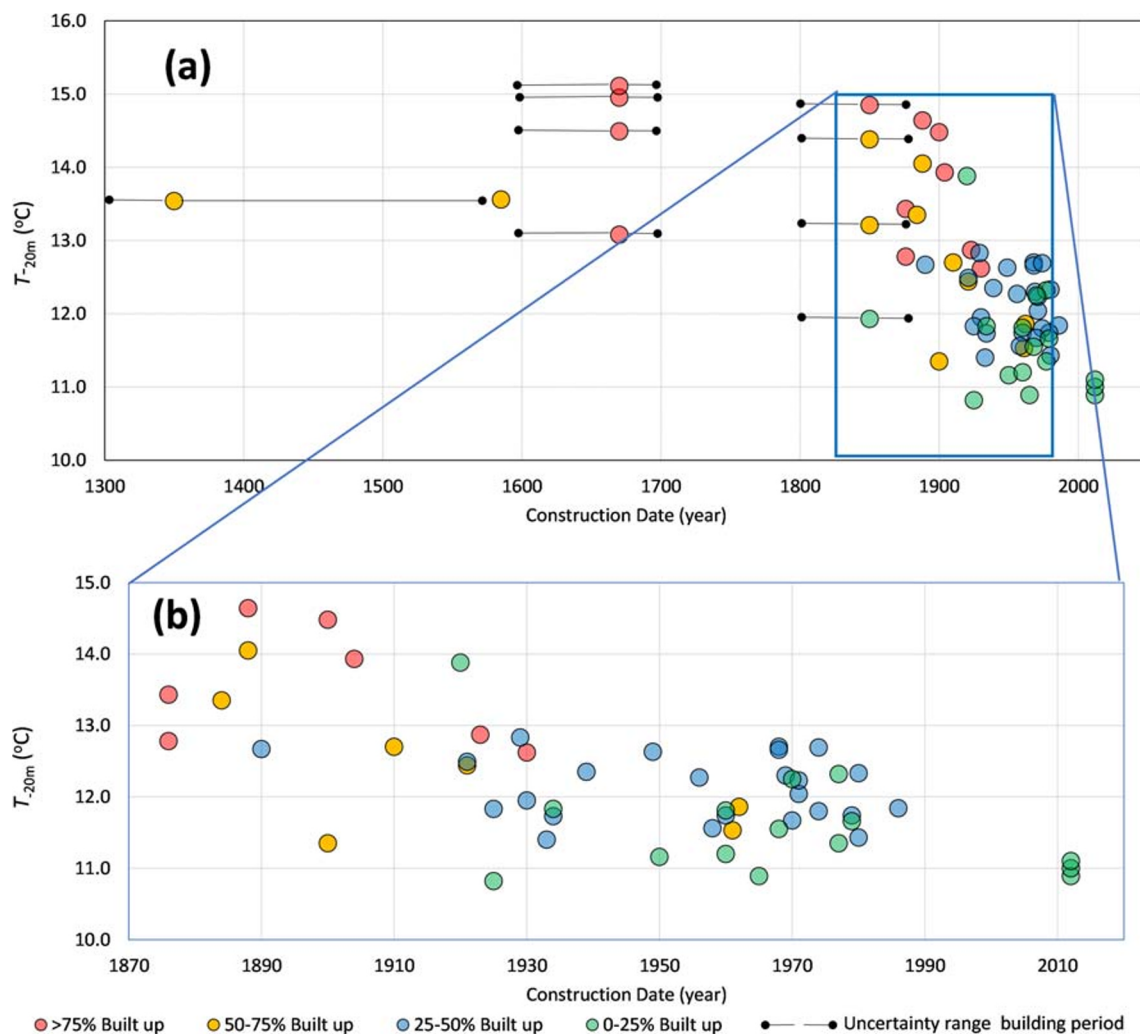 (a)
16.0
15.0
14.0
13.0
12.0
11.0
10.0
T-20m (°C)
1300 1400 1500 1600 1700 1800 1900 2000
Construction Date (year)
(b)
15.0
14.0
13.0
12.0
11.0
10.0
T-20m (°C)
1870 1890 1910 1930 1950 1970 1990 2010
Construction Date (year)
>75% Built up 50-75% Built up 25-50% Built up 0-25% Built up Uncertainty range building period